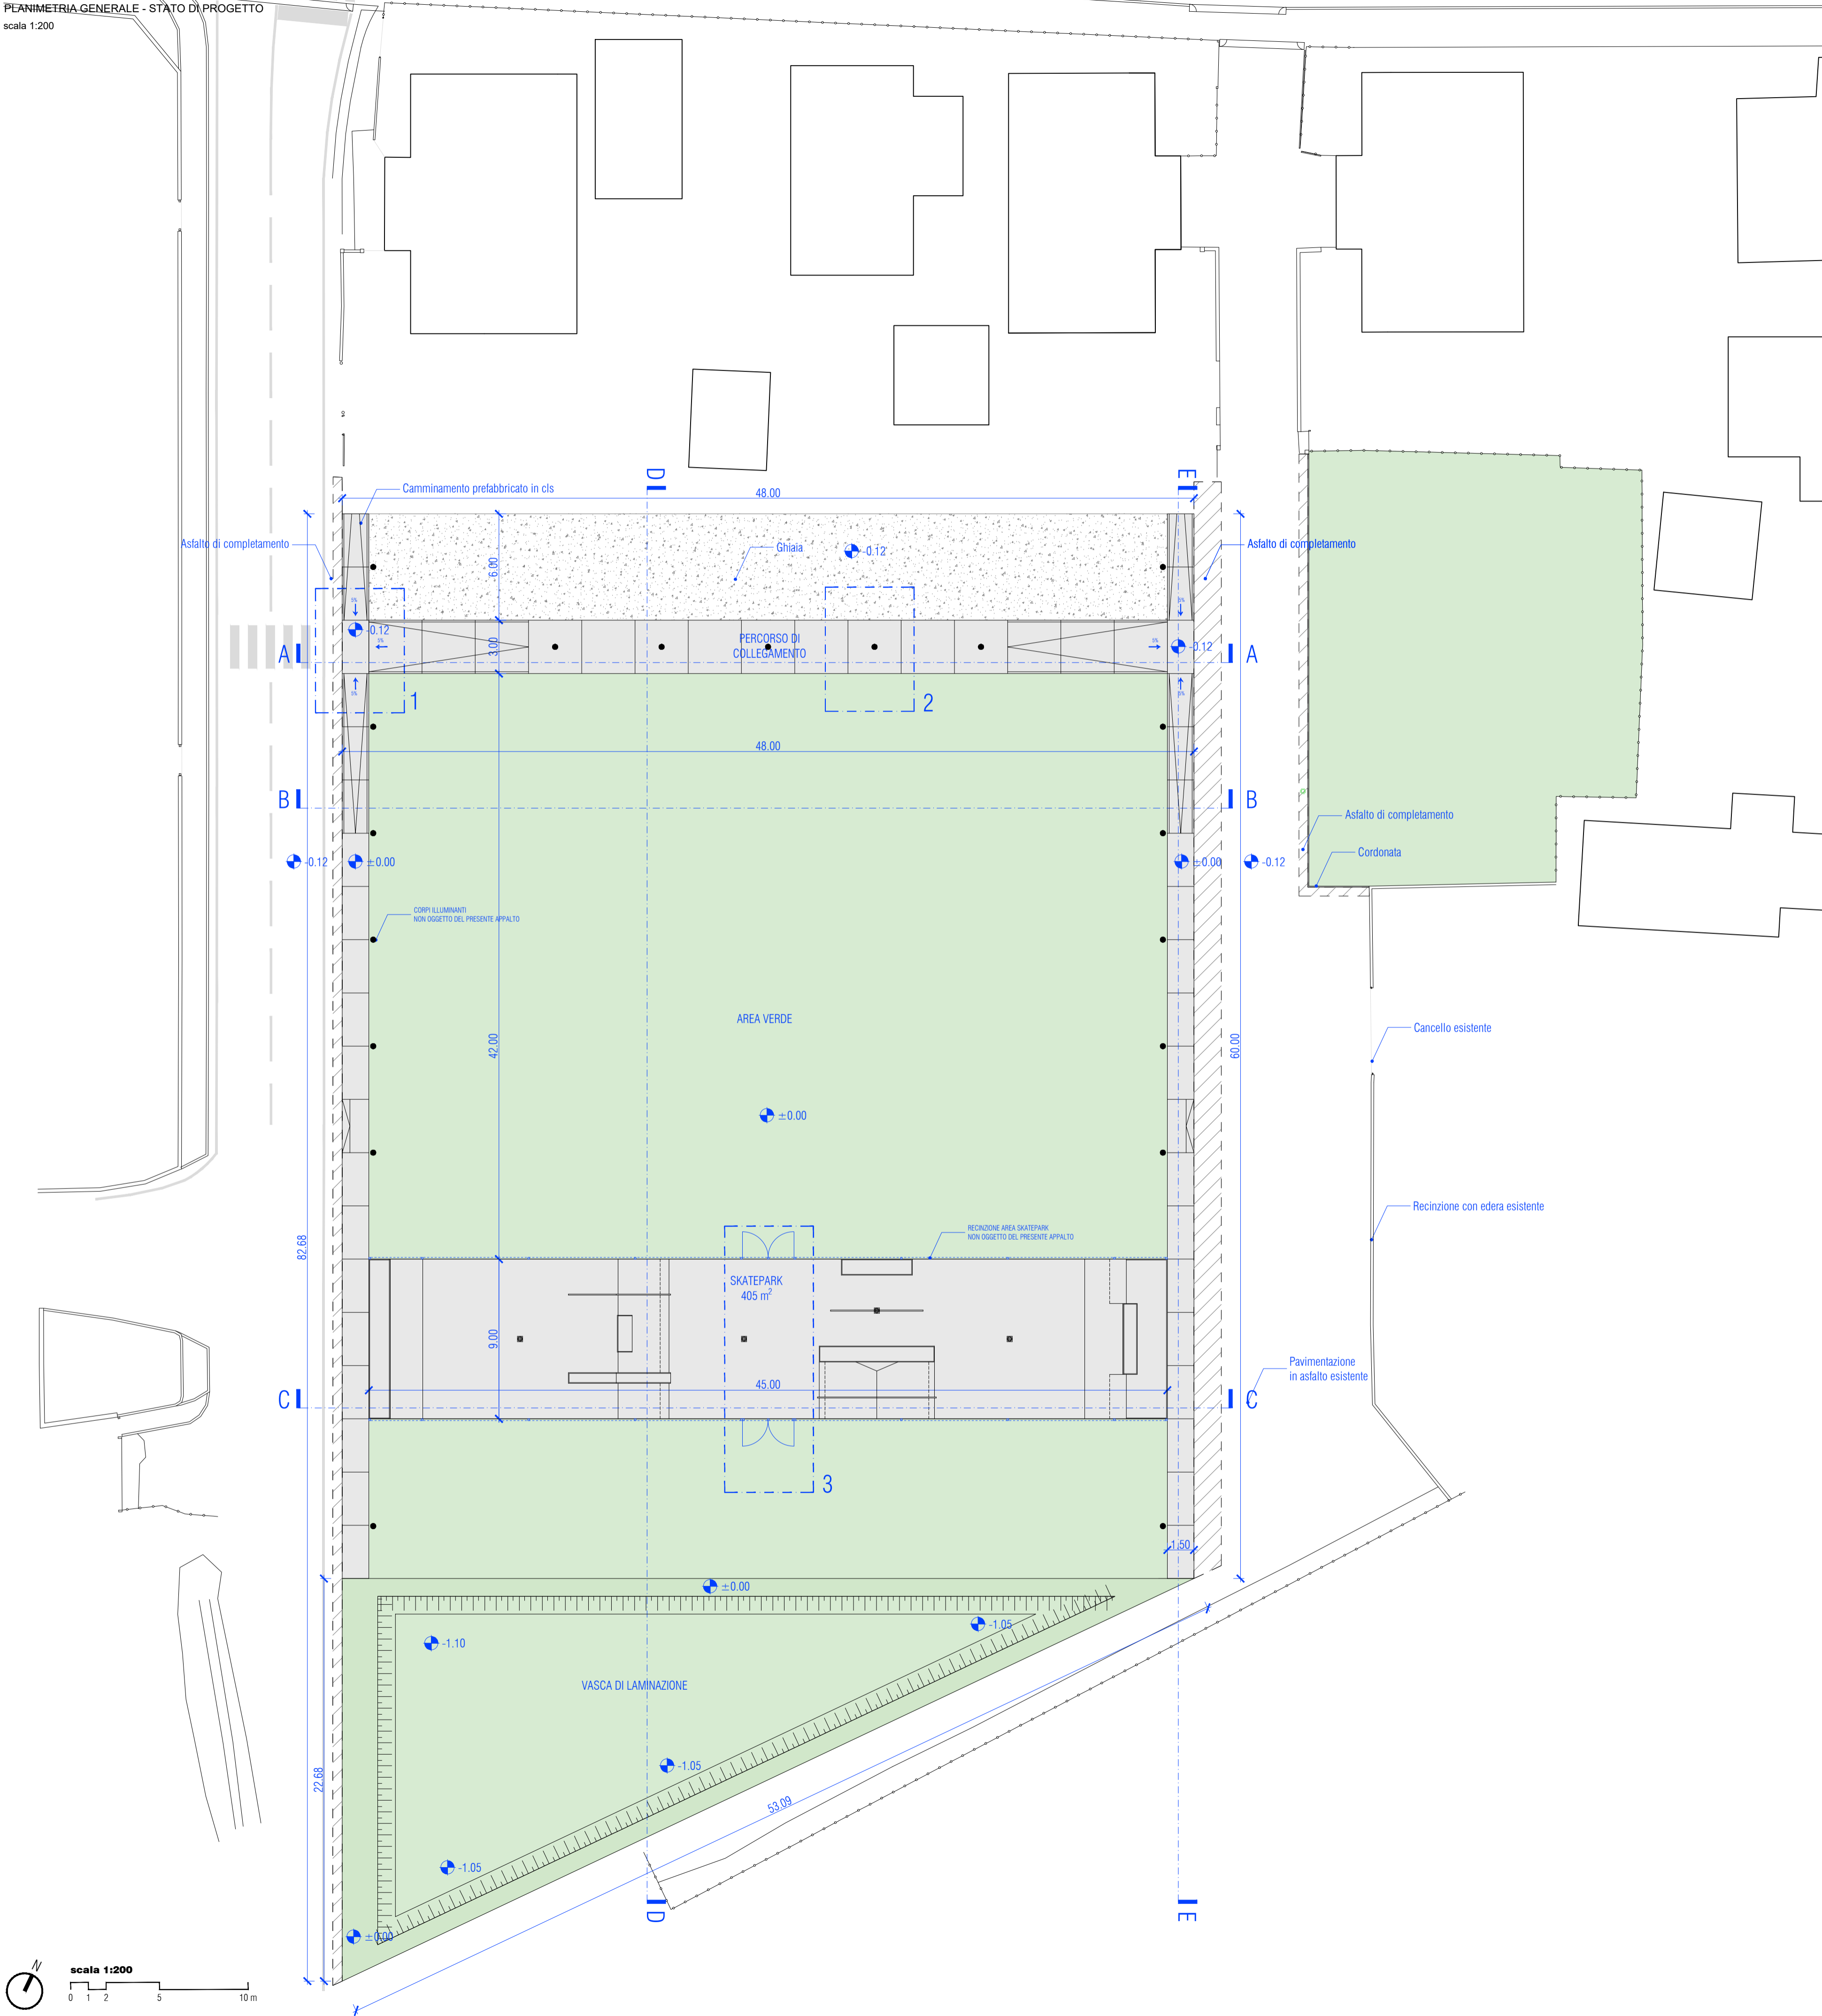 PLANIMETRIA GENERALE - STATO DI PROGETTO
scala 1:200
D
E
Camminamento prefabbricato in cls
48.00
Asfalto di completamento
Ghiaia
-0.12
Asfalto di completamento
6.00
5%
5%
-0.12
5%
3.00
PERCORSO DI
COLLEGAMENTO
5%
-0.12
A
A
5%
5%
1
2
48.00
B
B
Asfalto di completamento
Cordonata
-0.12
±0.00
±0.00
-0.12
CORPI ILLUMINANTI
NON OGGETTO DEL PRESENTE APPALTO
AREA VERDE
Cancello esistente
42.00
60.00
±0.00
Recinzione con edera esistente
82.68
RECINZIONE AREA SKATEPARK
NON OGGETTO DEL PRESENTE APPALTO
SKATEPARK
405 m²
9.00
Pavimentazione
in asfalto esistente
45.00
C
C
3
1.50
±0.00
-1.05
-1.10
VASCA DI LAMINAZIONE
22.68
-1.05
53.09
-1.05
D
E
±0.00
N
scala 1:200
0 1 2 5 10 m